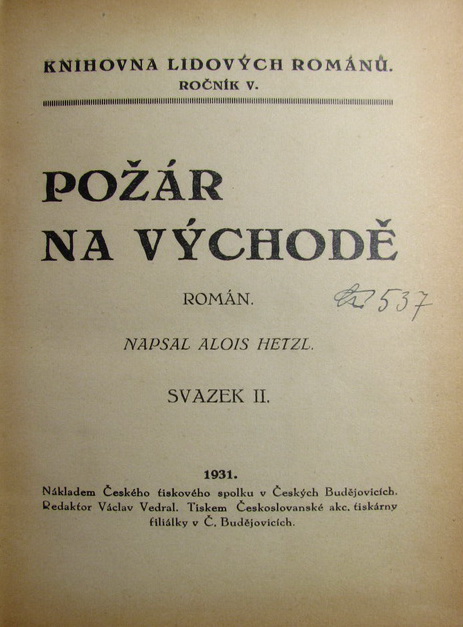 KNIHOVNA LIDOVÝCH ROMÁNŮ.
ROČNÍK V.
POŽÁR
NA VÝCHODĚ
ROMÁN.
537
NAPSAL ALOIS HETZL.
SVAZEK II.
1931.
Nákladem Českého tiskového spolku v Českých Budějovicích.
Redaktor Václav Vedral. Tiskem Československé akc. tiskárny
filiálky v Č. Budějovicích.